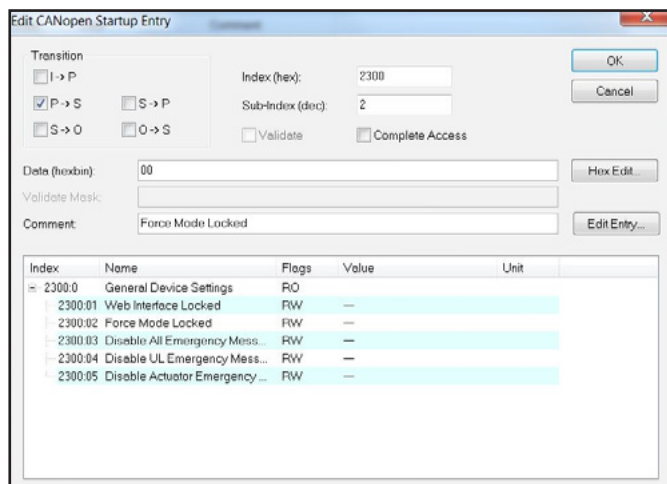 Edit CANopen Startup Entry
Comment
Transition
I -> P
P -> S
S -> P
S -> O
O -> S
Index (hex):
2300
Sub-Index (dec):
2
Validate
Complete Access
OK
Cancel
Data (hexbin):
00
Hex Edit...
Validate Mask:
Comment:
Force Mode Locked
Edit Entry...
Index Name Flags Value Unit
2300:0 General Device Settings RO
2300:01 Web Interface Locked RW —
2300:02 Force Mode Locked RW —
2300:03 Disable All Emergency Mess... RW —
2300:04 Disable UL Emergency Mess... RW —
2300:05 Disable Actuator Emergency ... RW —